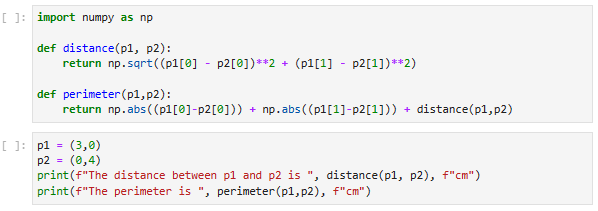 [ ]: import numpy as np
def distance(p1, p2):
    return np.sqrt((p1[0] - p2[0])**2 + (p1[1] - p2[1])**2)
def perimeter(p1,p2):
    return np.abs((p1[0]-p2[0])) + np.abs((p1[1]-p2[1])) + distance(p1,p2)
[ ]: p1 = (3,0)
p2 = (0,4)
print(f"The distance between p1 and p2 is ", distance(p1, p2), f"cm")
print(f"The perimeter is ", perimeter(p1,p2), f"cm")